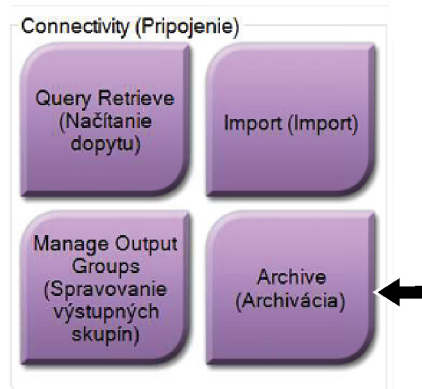 Connectivity (Pripojenie)
Query Retrieve
(Načítanie
dopytu)
Import (Import)
Manage Output
Groups
(Spravovanie
výstupných
skupín)
Archive
(Archivácia)